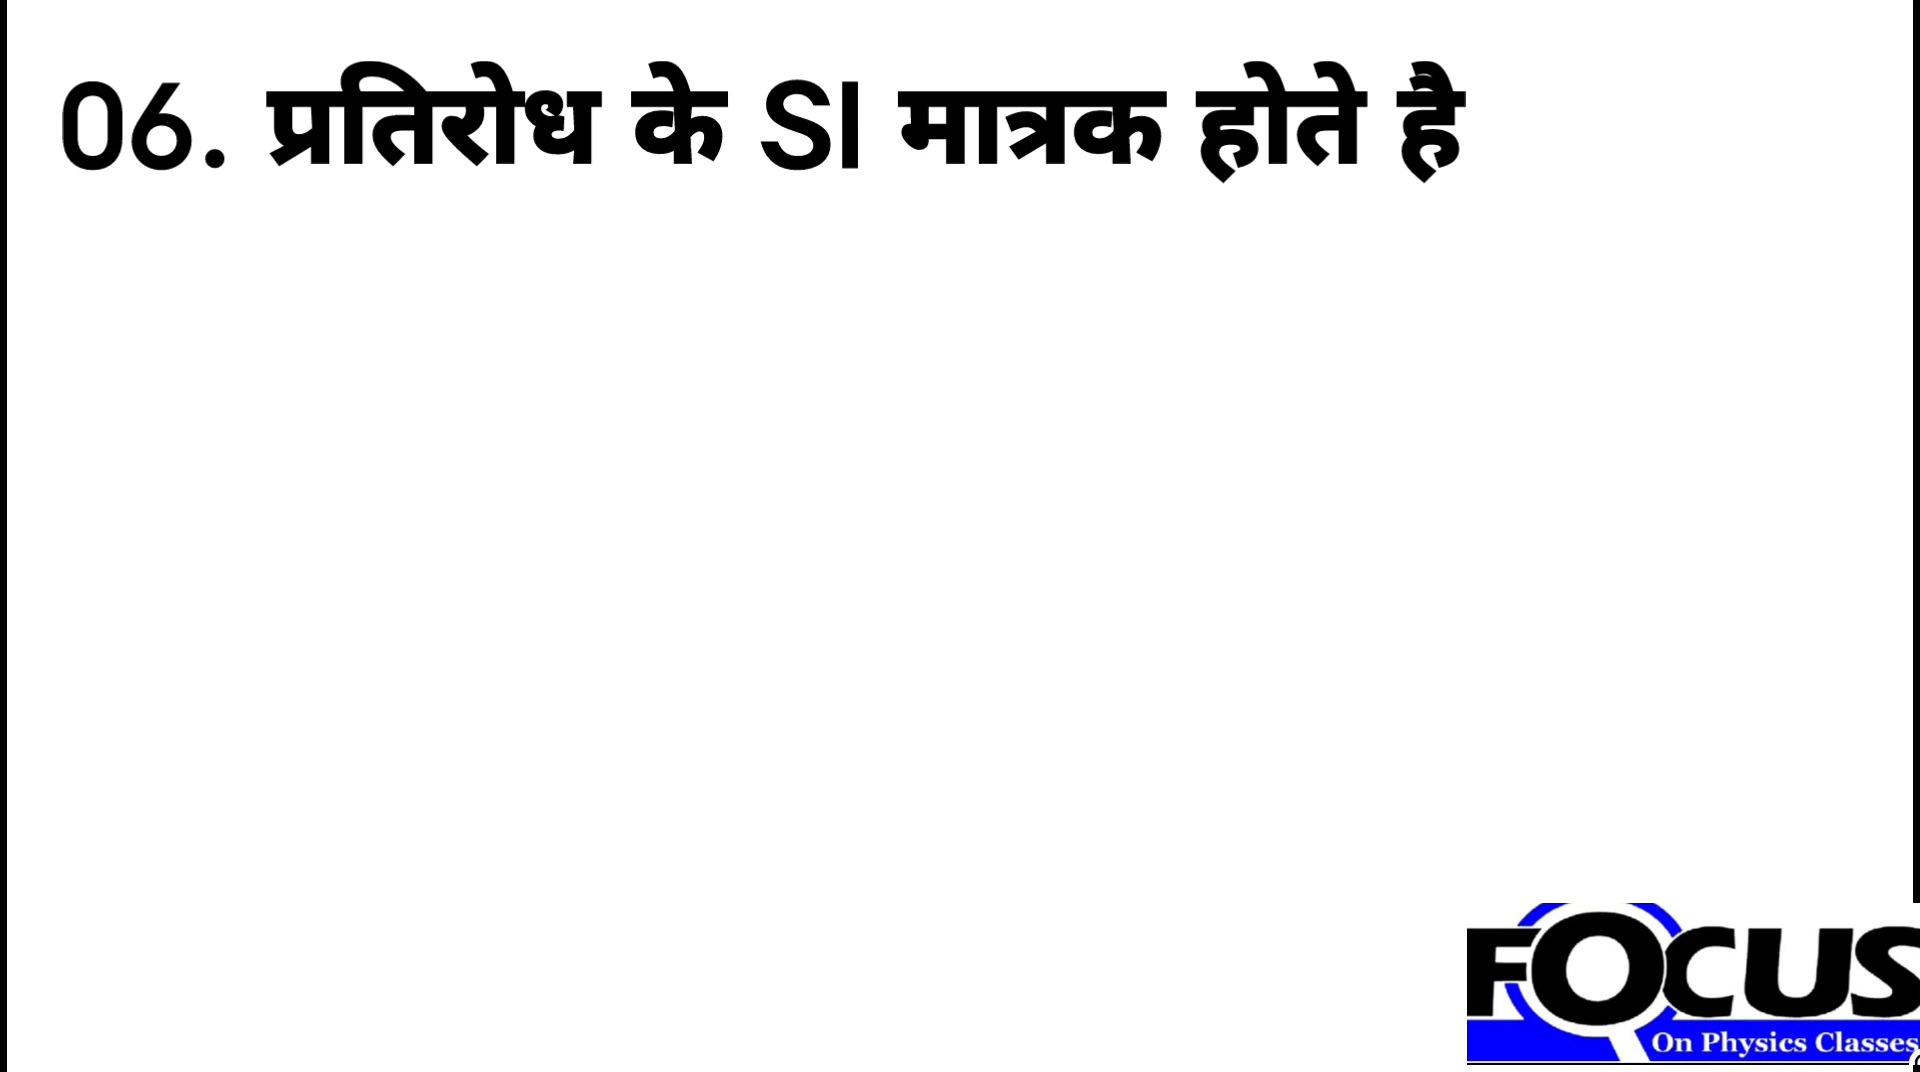 06. प्रतिरोध के SI मात्रक होते है
FOCUS
On Physics Classes